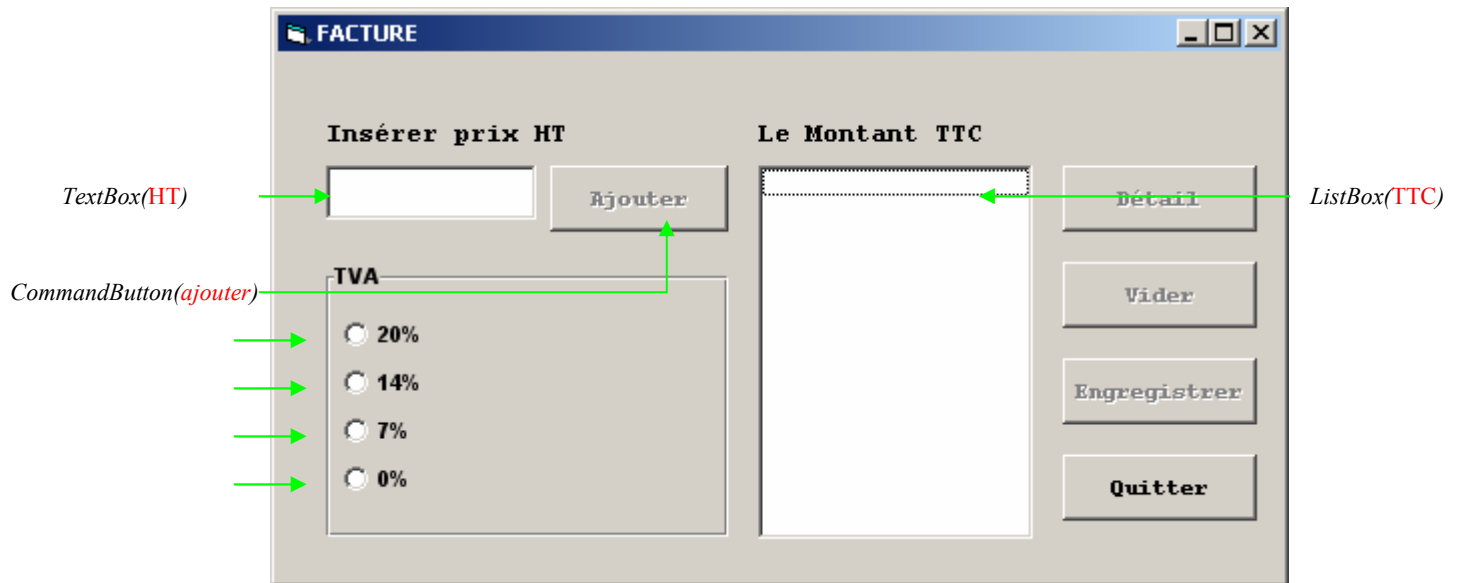 FACTURE
Insérer prix HT
Le Montant TTC
TextBox(HT)
Ajouter
Détail
ListBox(TTC)
CommandButton(ajouter)
TVA
Vider
20%
14%
Engregistrer
7%
0%
Quitter